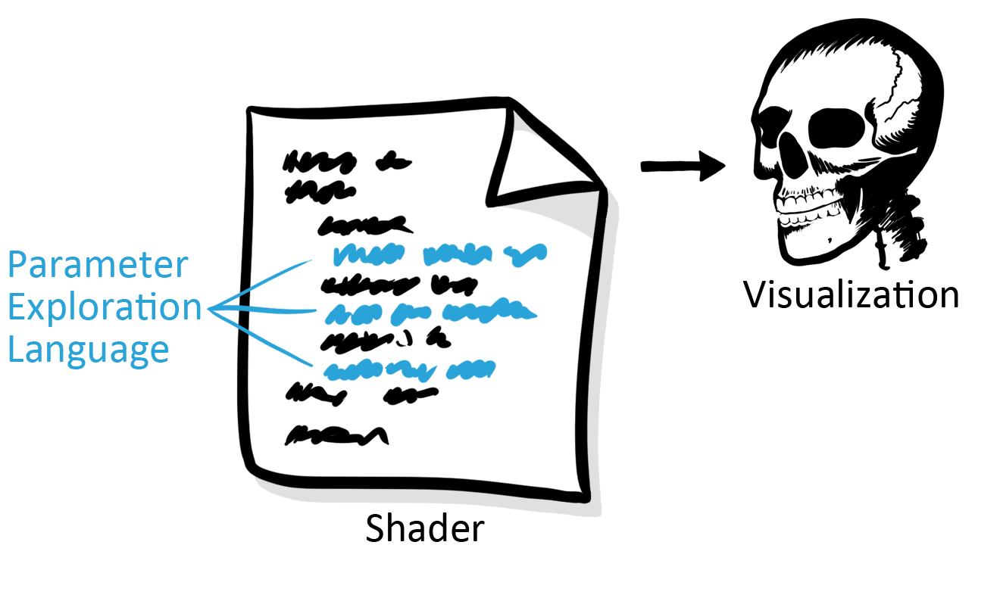 Parameter
Exploration
Language
Shader
Visualization